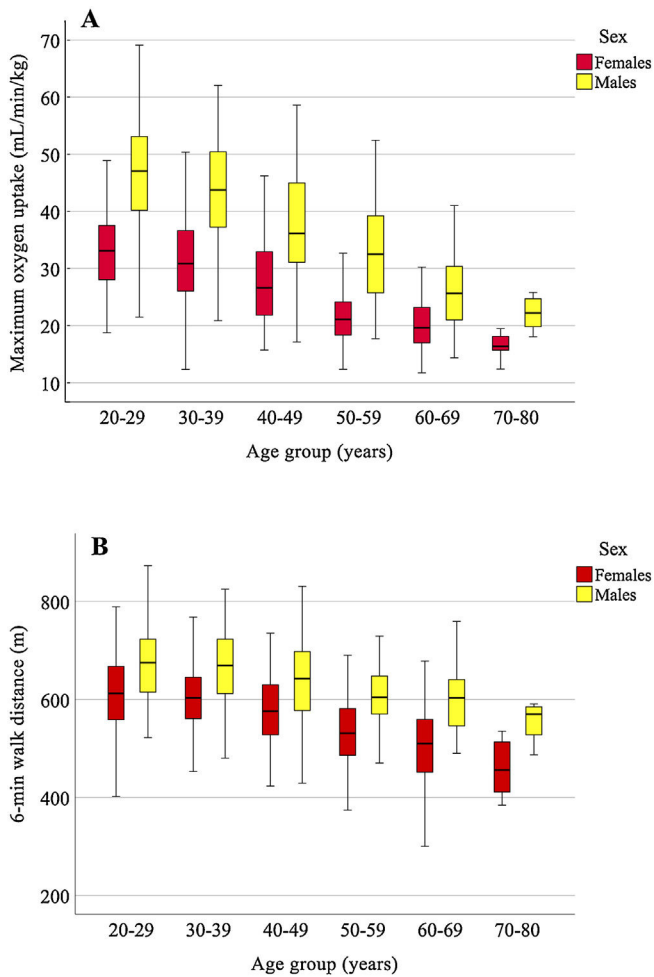 A
Sex
Females
Males
Maximum oxygen uptake (mL/min/kg)
70
60
50
40
30
20
10
20-29 30-39 40-49 50-59 60-69 70-80
Age group (years)
B
Sex
Females
Males
6-min walk distance (m)
800
600
400
200
20-29 30-39 40-49 50-59 60-69 70-80
Age group (years)